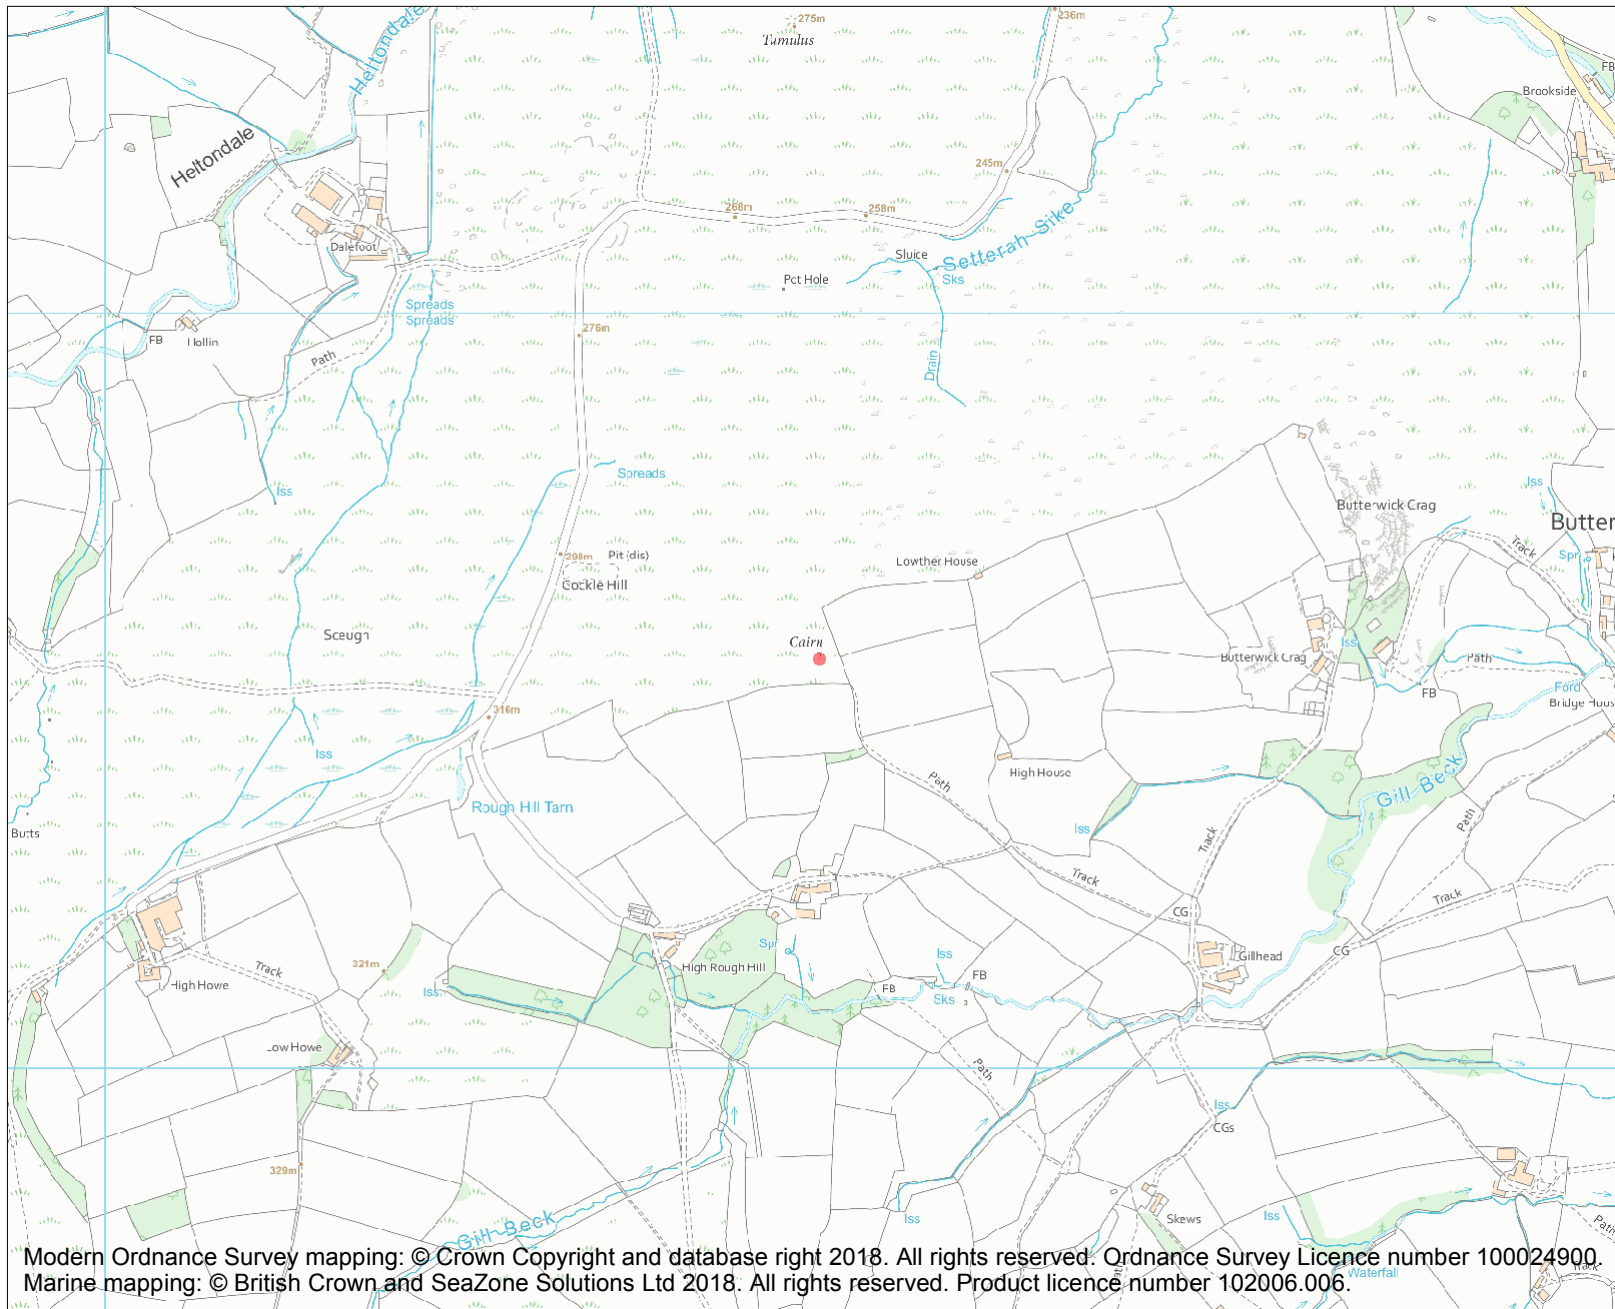 275m
Tumulus
236m
Heltondale
FB
Brookside
Heltondale
245m
268m
258m
Dalefoot
Setterah Sike
Sluice
Sks
Pot Hole
Spreads
Spreads
276m
FB
Hollin
Path
Drain
Spreads
Iss
Butterwick Crag
Iss
Butter
Track
Spr
298m
Pit (dis)
Cockle Hill
Lowther House
Sceugh
Cairn
Iss
Butterwick Crag
Path
FB
Ford
Bridge Hous
316m
Iss
High House
Path
Gill Beck
Rough Hill Tarn
Butts
Iss
Track
Path
Track
Track
CG
High Howe
Track
321m
Spr
Iss
Gillhead
CG
High Rough Hill
FB
FB
Iss
Sks
Low Howe
Path
Iss
CGs
329m
Gill Beck
Iss
Skews
Iss
Path
Path
Waterfall
Track
Modern Ordnance Survey mapping: © Crown Copyright and database right 2018. All rights reserved. Ordnance Survey Licence number 100024900.
Marine mapping: © British Crown and SeaZone Solutions Ltd 2018. All rights reserved. Product licence number 102006.006.